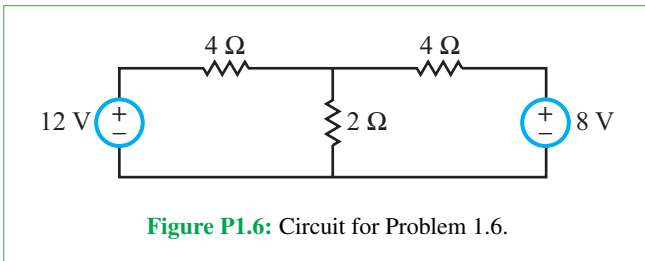 4 Ω 4 Ω
12 V + − 2 Ω + − 8 V
Figure P1.6: Circuit for Problem 1.6.